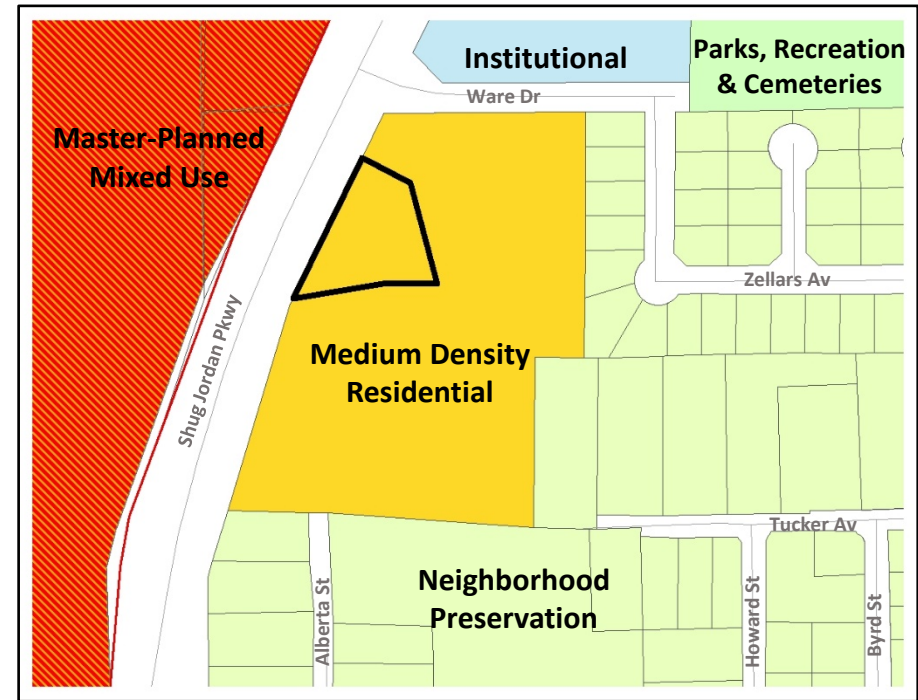 Institutional
Parks, Recreation
& Cemeteries
Ware Dr
Master-Planned
Mixed Use
Zellars Av
Shug Jordan Pkwy
Medium Density
Residential
Tucker Av
Neighborhood
Preservation
Alberta St
Howard St
Byrd St